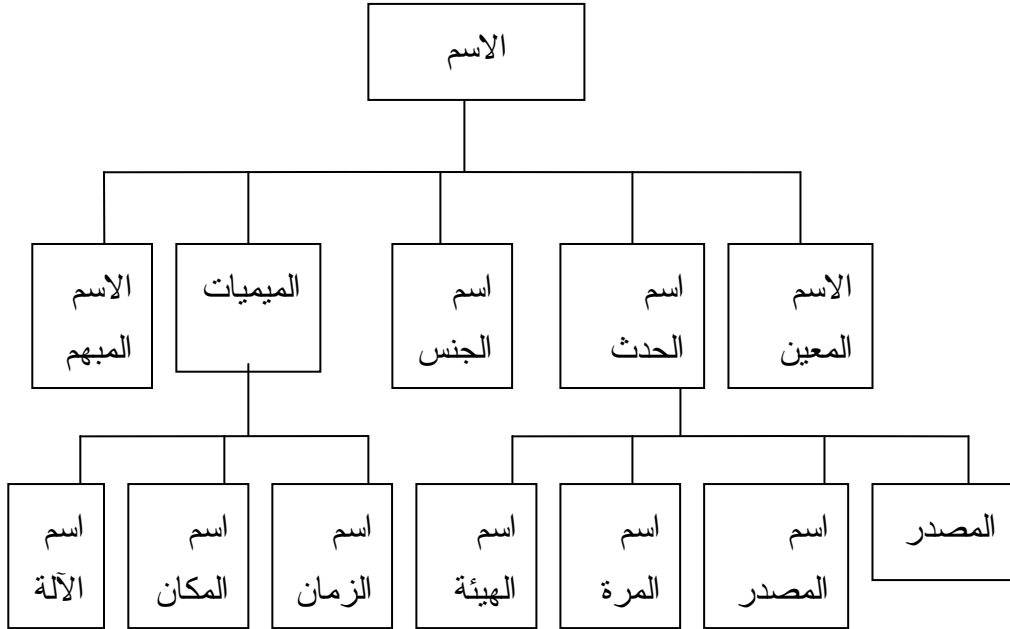 الاسم
الاسم
المعين
اسم
الحدث
اسم
الجنس
الميميات
الاسم
المبهم
المصدر
اسم
المصدر
اسم
المرة
اسم
الهيئة
اسم
الزمان
اسم
المكان
اسم
الآلة